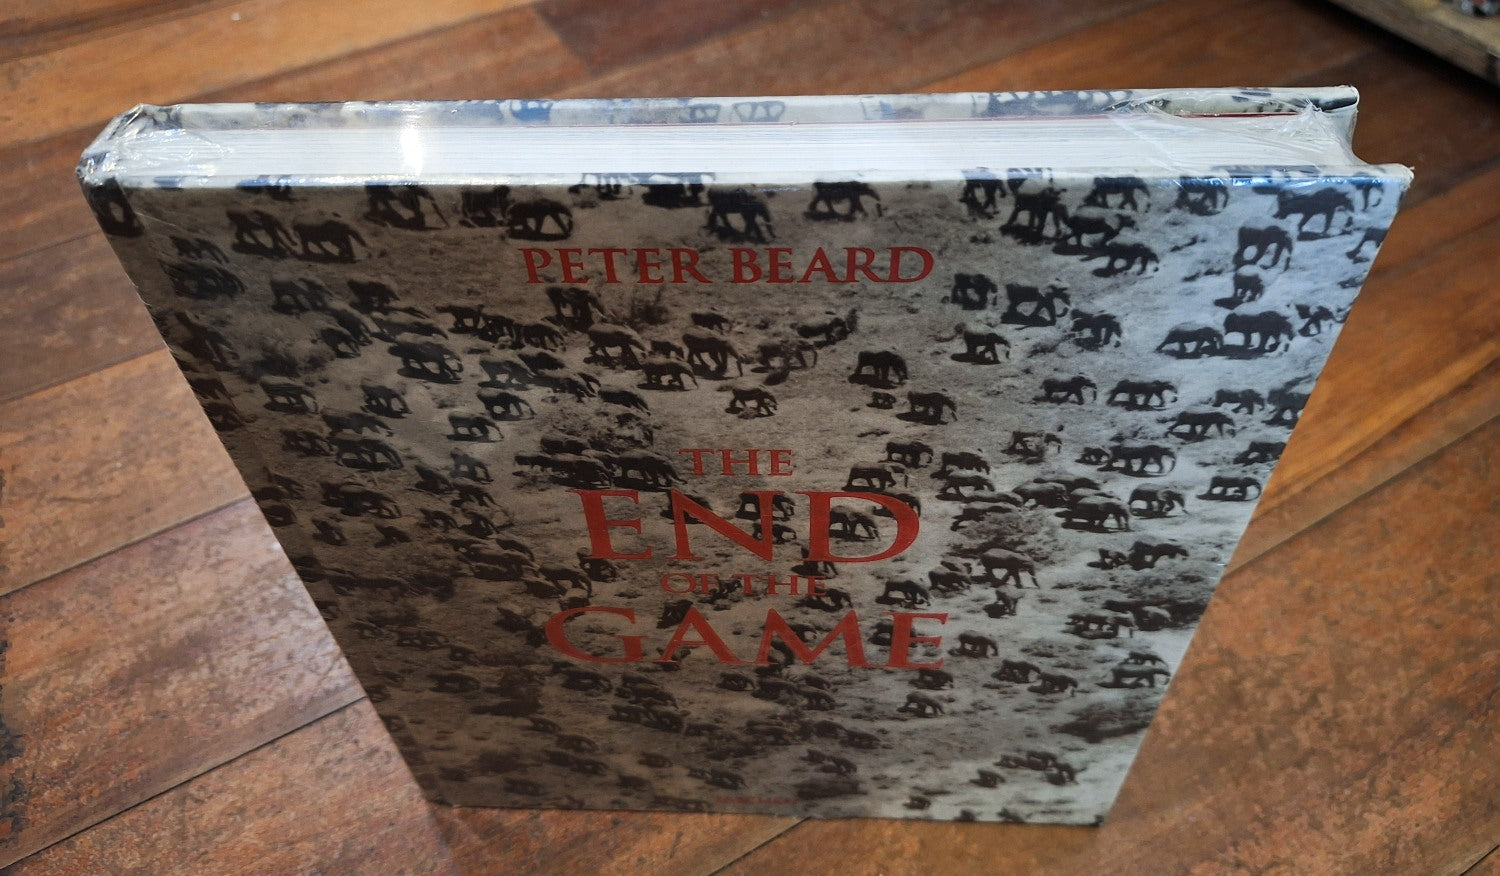 PETER BEARD
THE
END
OF THE
GAME